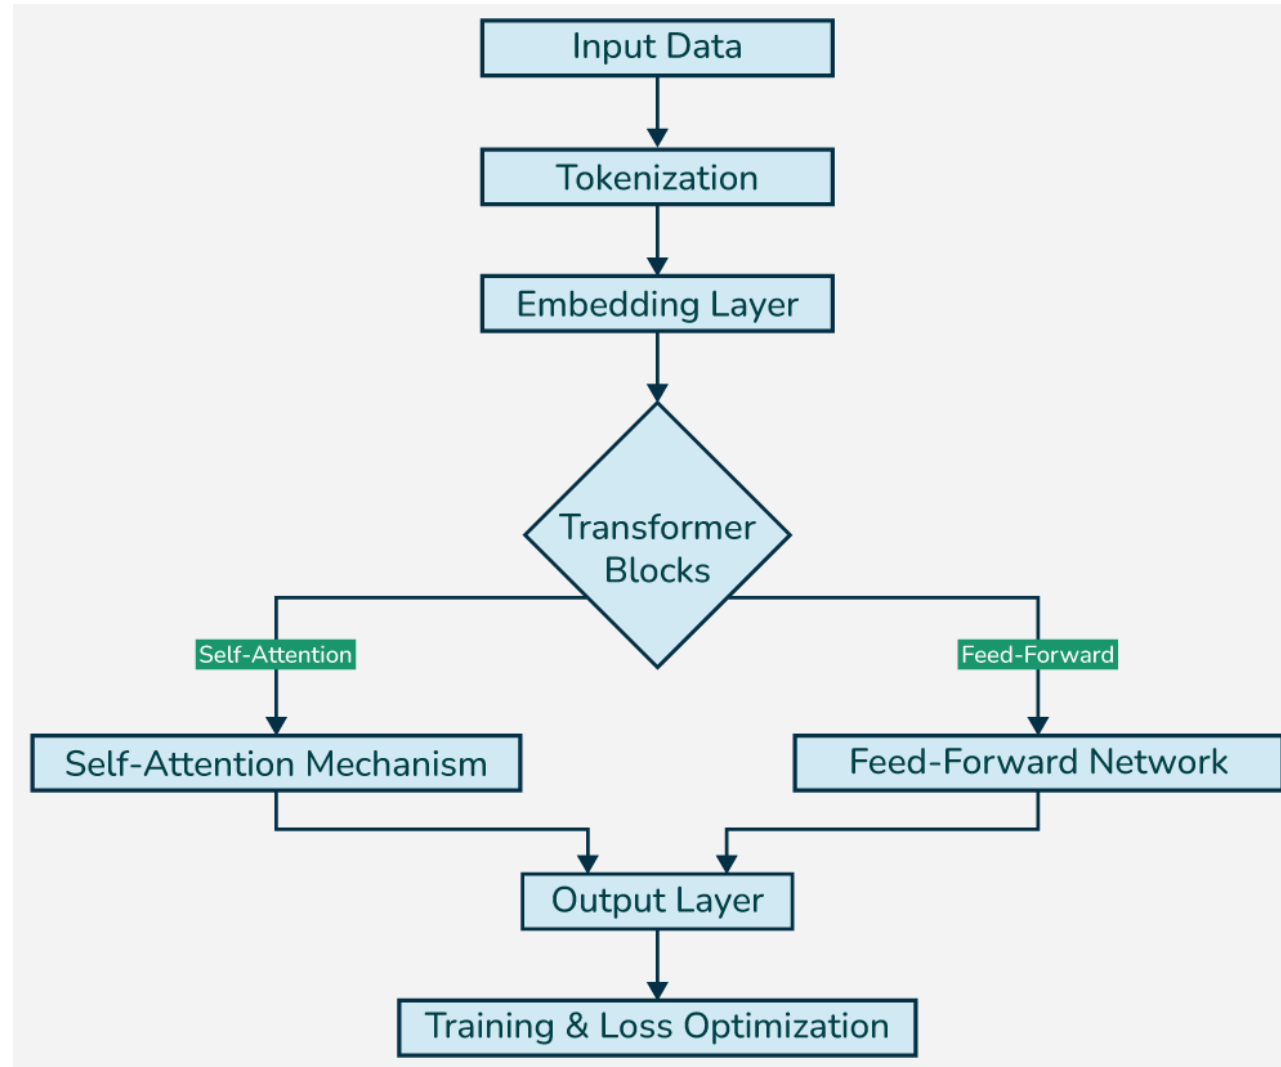 Input Data
Tokenization
Embedding Layer
Transformer
Blocks
Self-Attention
Feed-Forward
Self-Attention Mechanism
Feed-Forward Network
Output Layer
Training & Loss Optimization